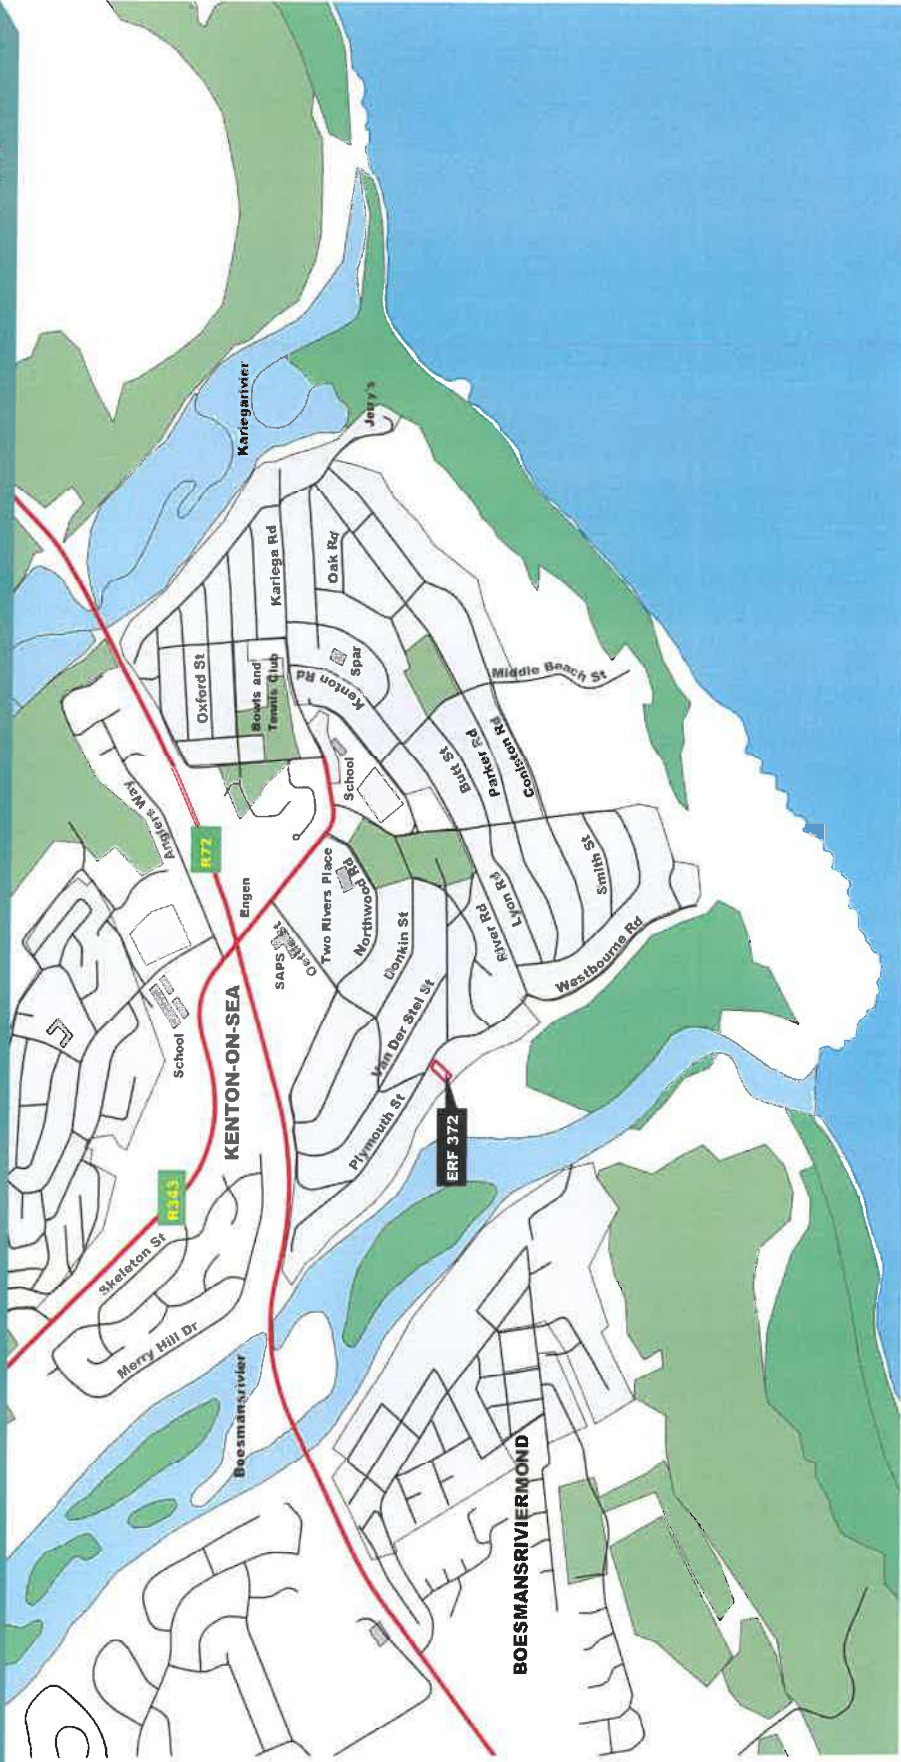 Kariegarivier
Jerry's
Kariega Rd
Oak Rd
Oxford St
Bowls and
Tennis Club
Kenton Rd
Spar
Middle Beach St
Butt St
Parker Rd
Coniston Rd
School
Anglers Way
R72
Engen
Two Rivers Place
Northwood Rd
SAPS
Donkin St
River Rd
Lyon Rd
Smith St
Westbourne Rd
Van Der Stel St
School
KENTON-ON-SEA
Plymouth St
ERF 372
R343
Skeleton St
Merry Hill Dr
Boesmansrivier
BOESMANSRIVIERMOND